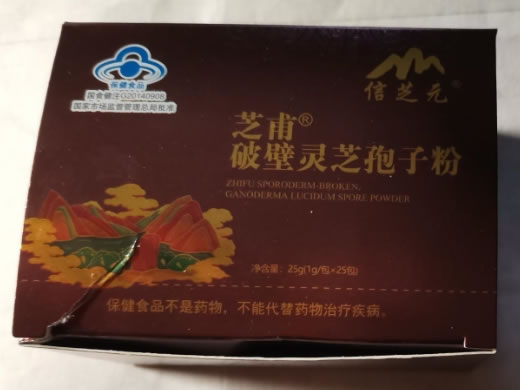 保健食品
国食健注G20140908
国家市场监督管理总局批准
信芝元®
芝甫®
破壁灵芝孢子粉
ZHIFU SPORODERM-BROKEN
GANODERMA LUCIDUM SPORE POWDER
净含量：25g(1g/包×25包)
保健食品不是药物，不能代替药物治疗疾病。